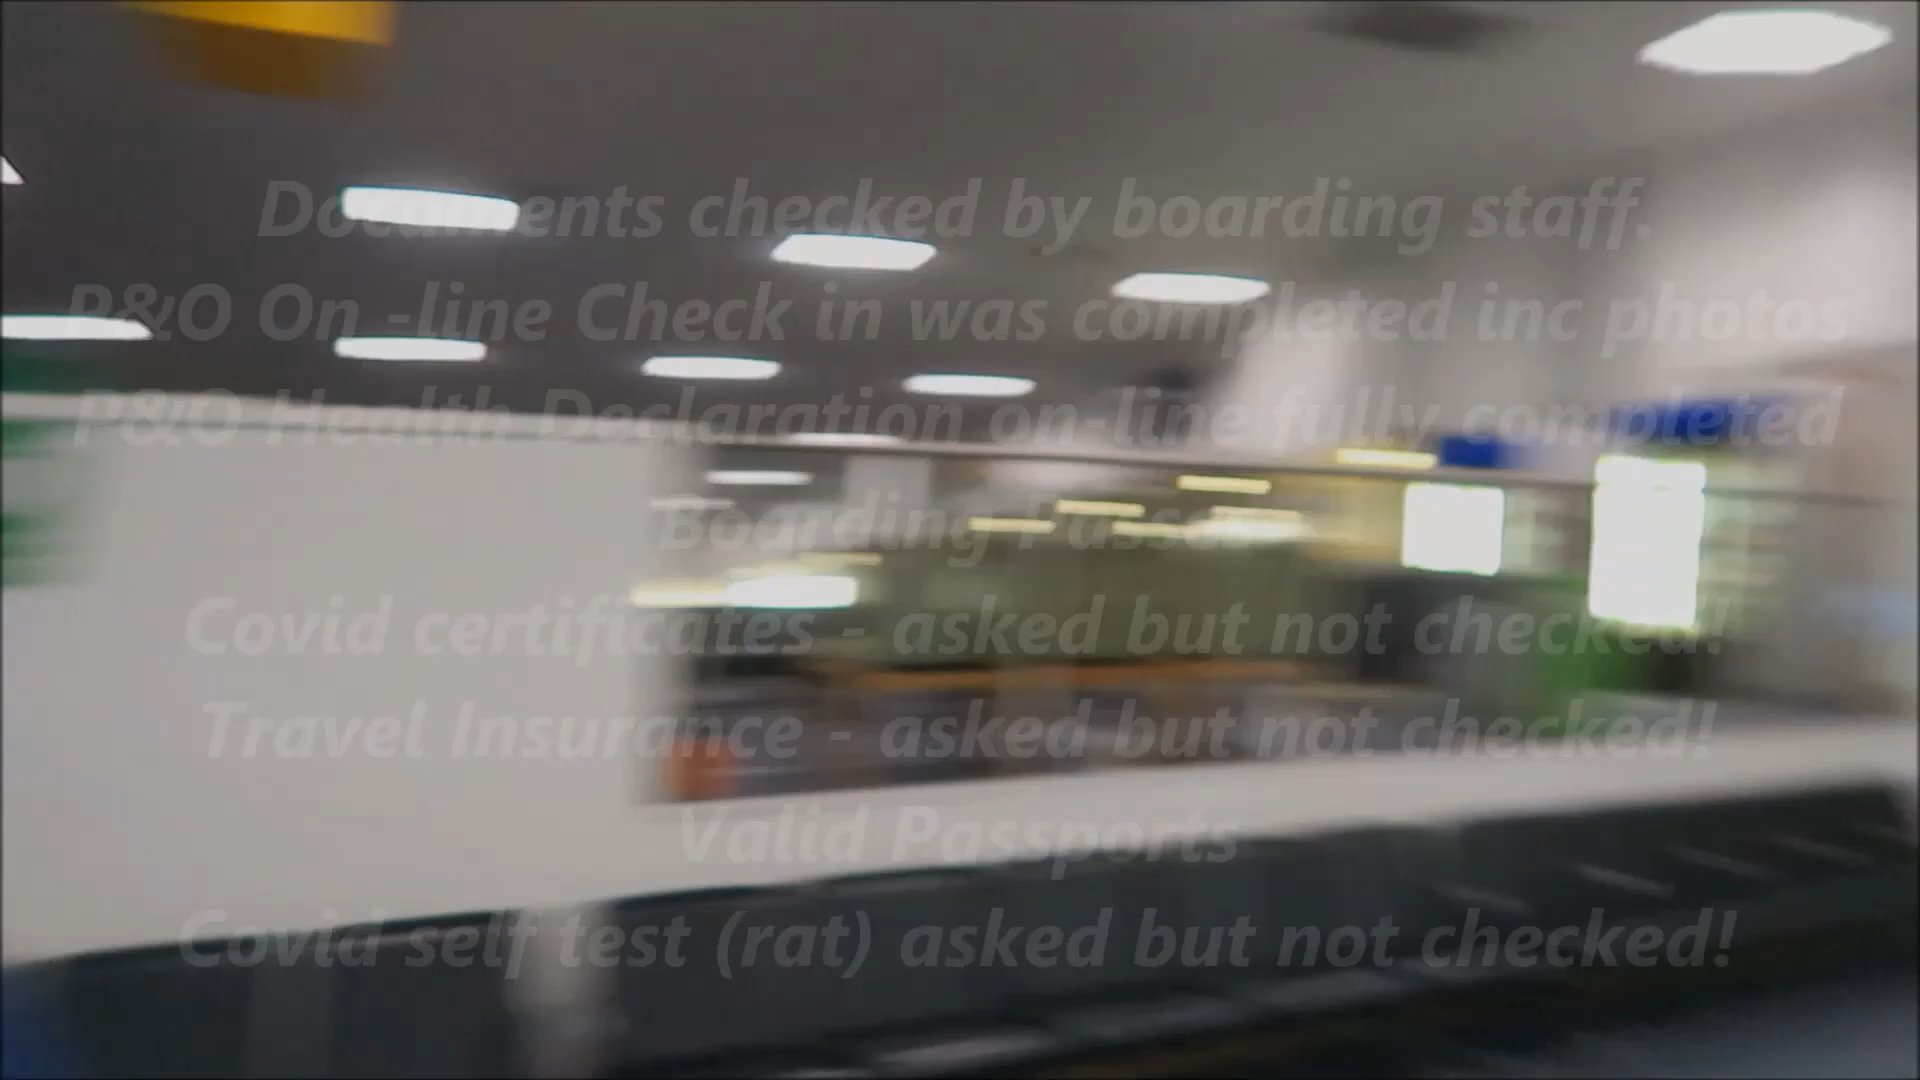 Documents checked by boarding staff.
P&O On -line Check in was completed inc photos
P&O Health Declaration on-line fully completed
Boarding Passes
Covid certificates - asked but not checked!
Travel Insurance - asked but not checked!
Valid Passports
Covid self test (rat) asked but not checked!